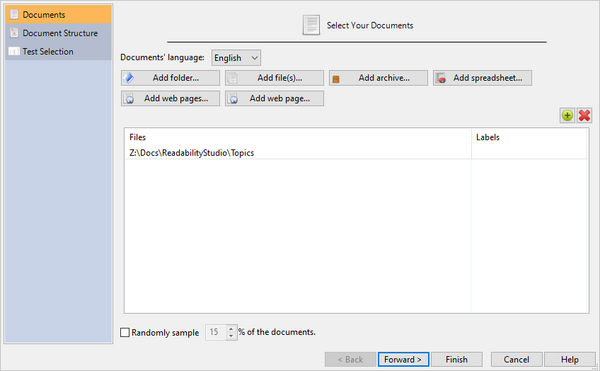 Documents
Document Structure
Test Selection
Select Your Documents
Documents' language: English
Add folder... Add file(s)... Add archive... Add spreadsheet...
Add web pages... Add web page...
Files Labels
Z:\Docs\ReadabilityStudio\Topics
Randomly sample 15 % of the documents.
< Back Forward > Finish Cancel Help